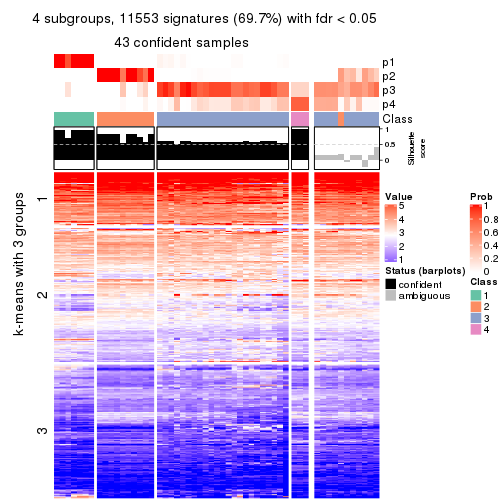 4 subgroups, 11553 signatures (69.7%) with fdr < 0.05
43 confident samples
p1
p2
p3
p4
Class
1
0.5
0
Silhouette
score
k-means with 3 groups
1
2
3
Value
5
4
3
2
1
Status (barplots)
confident
ambiguous
Prob
1
0.8
0.6
0.4
0.2
0
Class
1
2
3
4